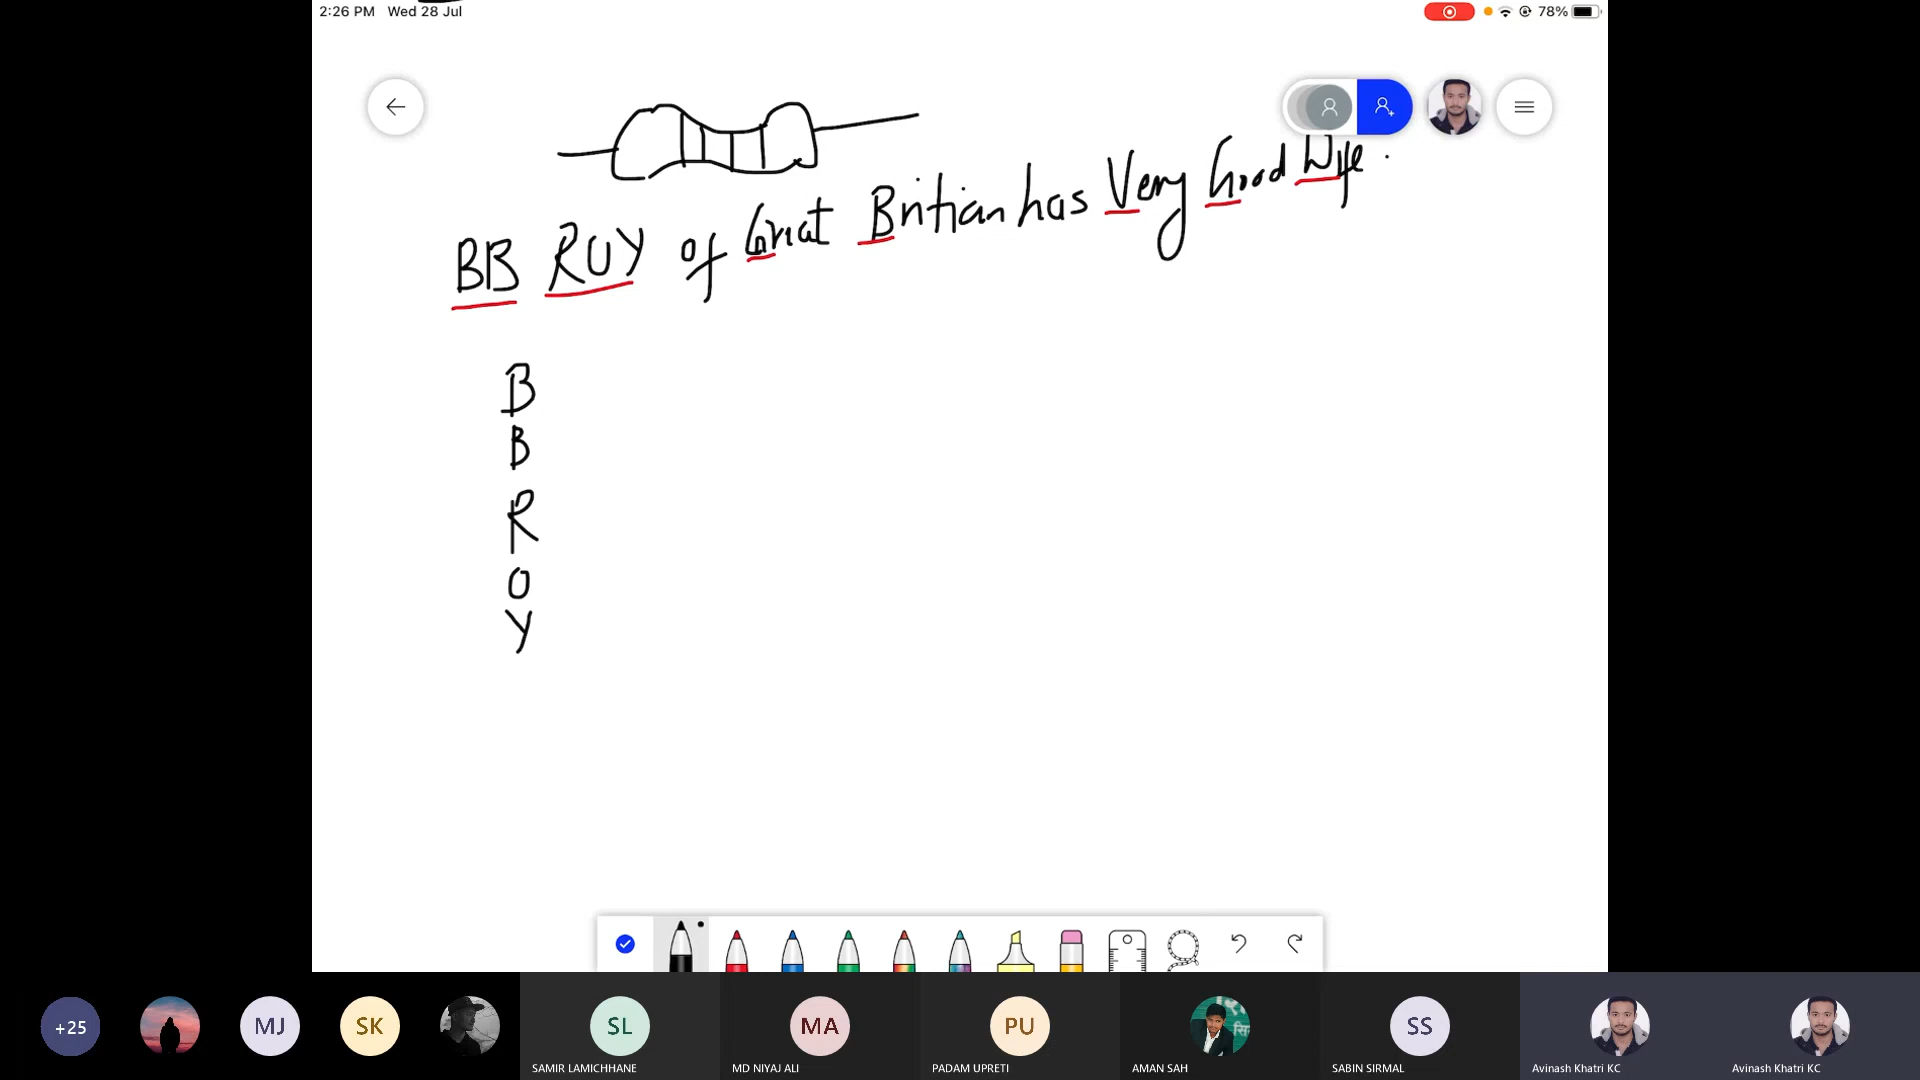 2:26 PM Wed 28 Jul
78%
BB ROY of Great Britian has Very Good Wife.
B
B
R
O
Y
+25
MJ
SK
SL
MA
PU
SS
SAMIR LAMICHHANE
MD NIYAJ ALI
PADAM UPRETI
AMAN SAH
SABIN SIRMAL
Avinash Khatri KC
Avinash Khatri KC